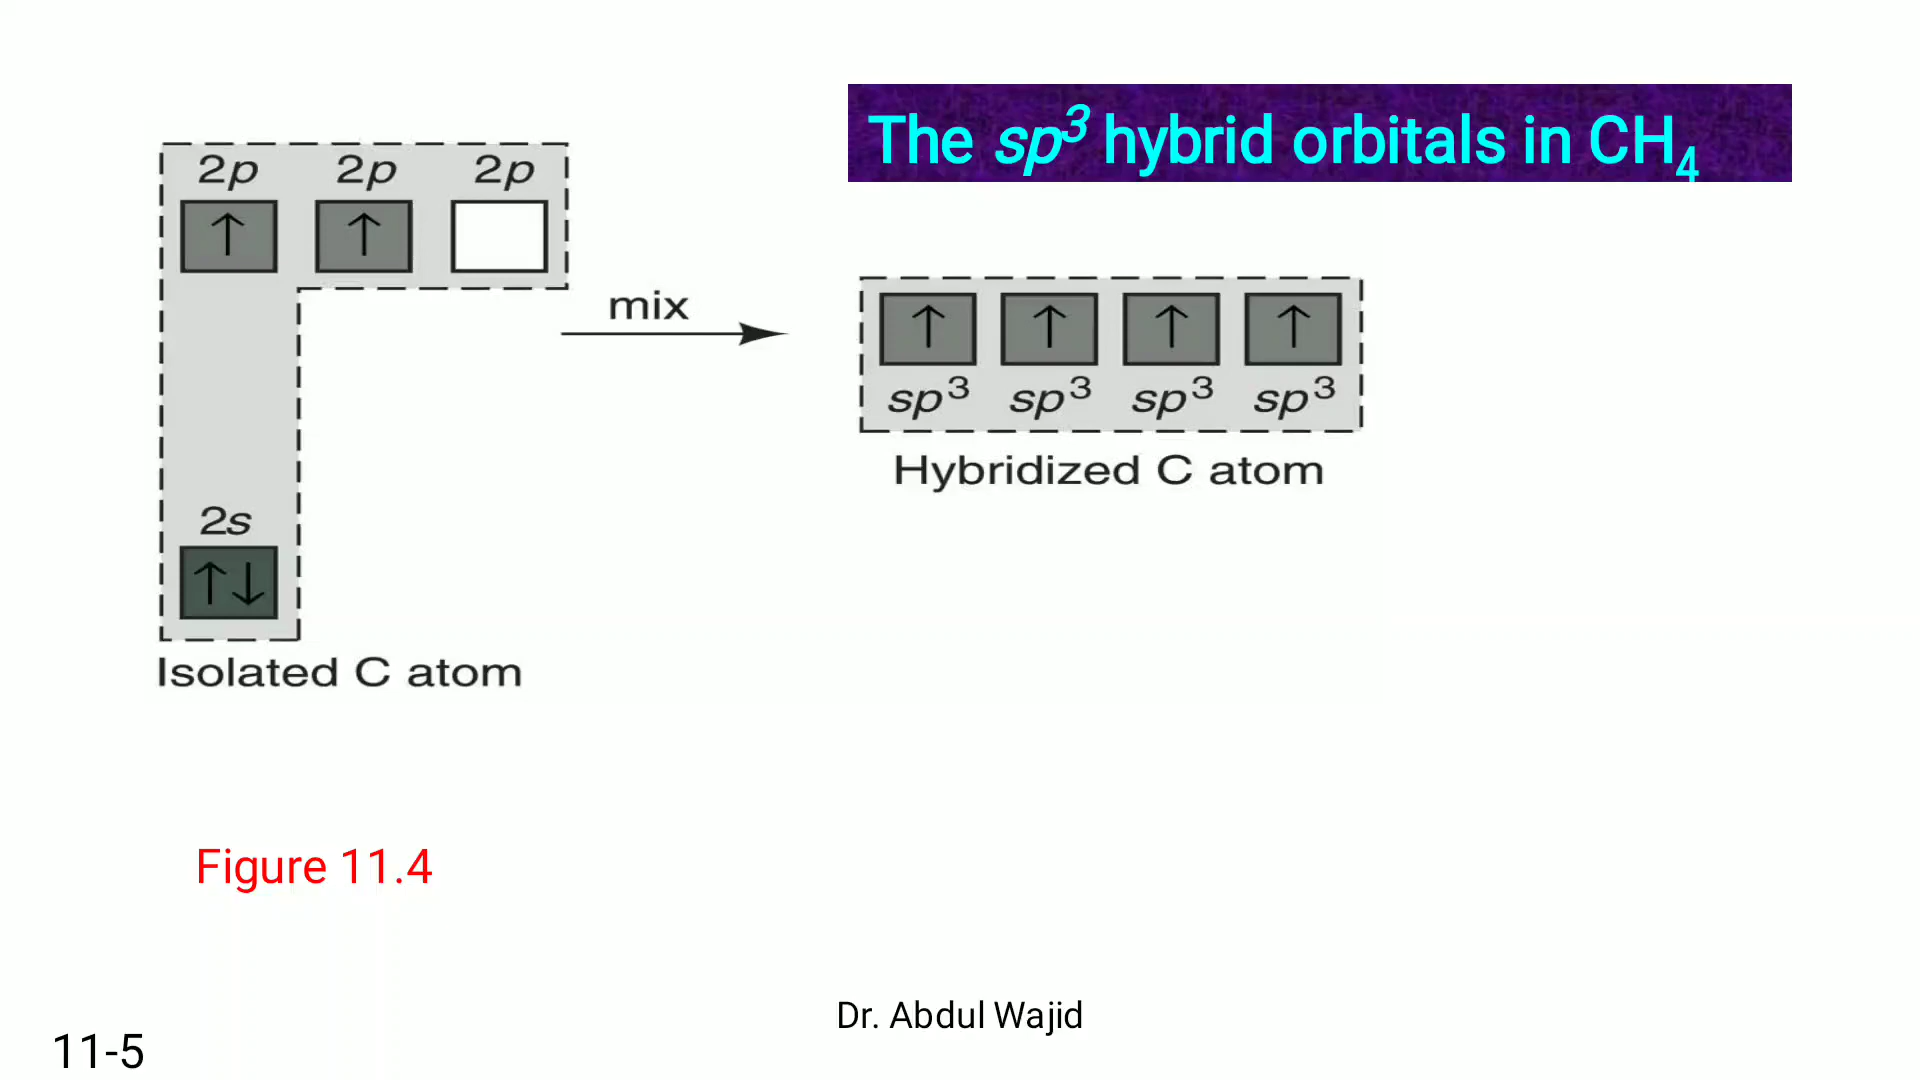 The sp³ hybrid orbitals in CH₄
2p 2p 2p
↑ ↑
mix
2s
↑↓
Isolated C atom
↑ ↑ ↑ ↑
sp³ sp³ sp³ sp³
Hybridized C atom
Figure 11.4
Dr. Abdul Wajid
11-5